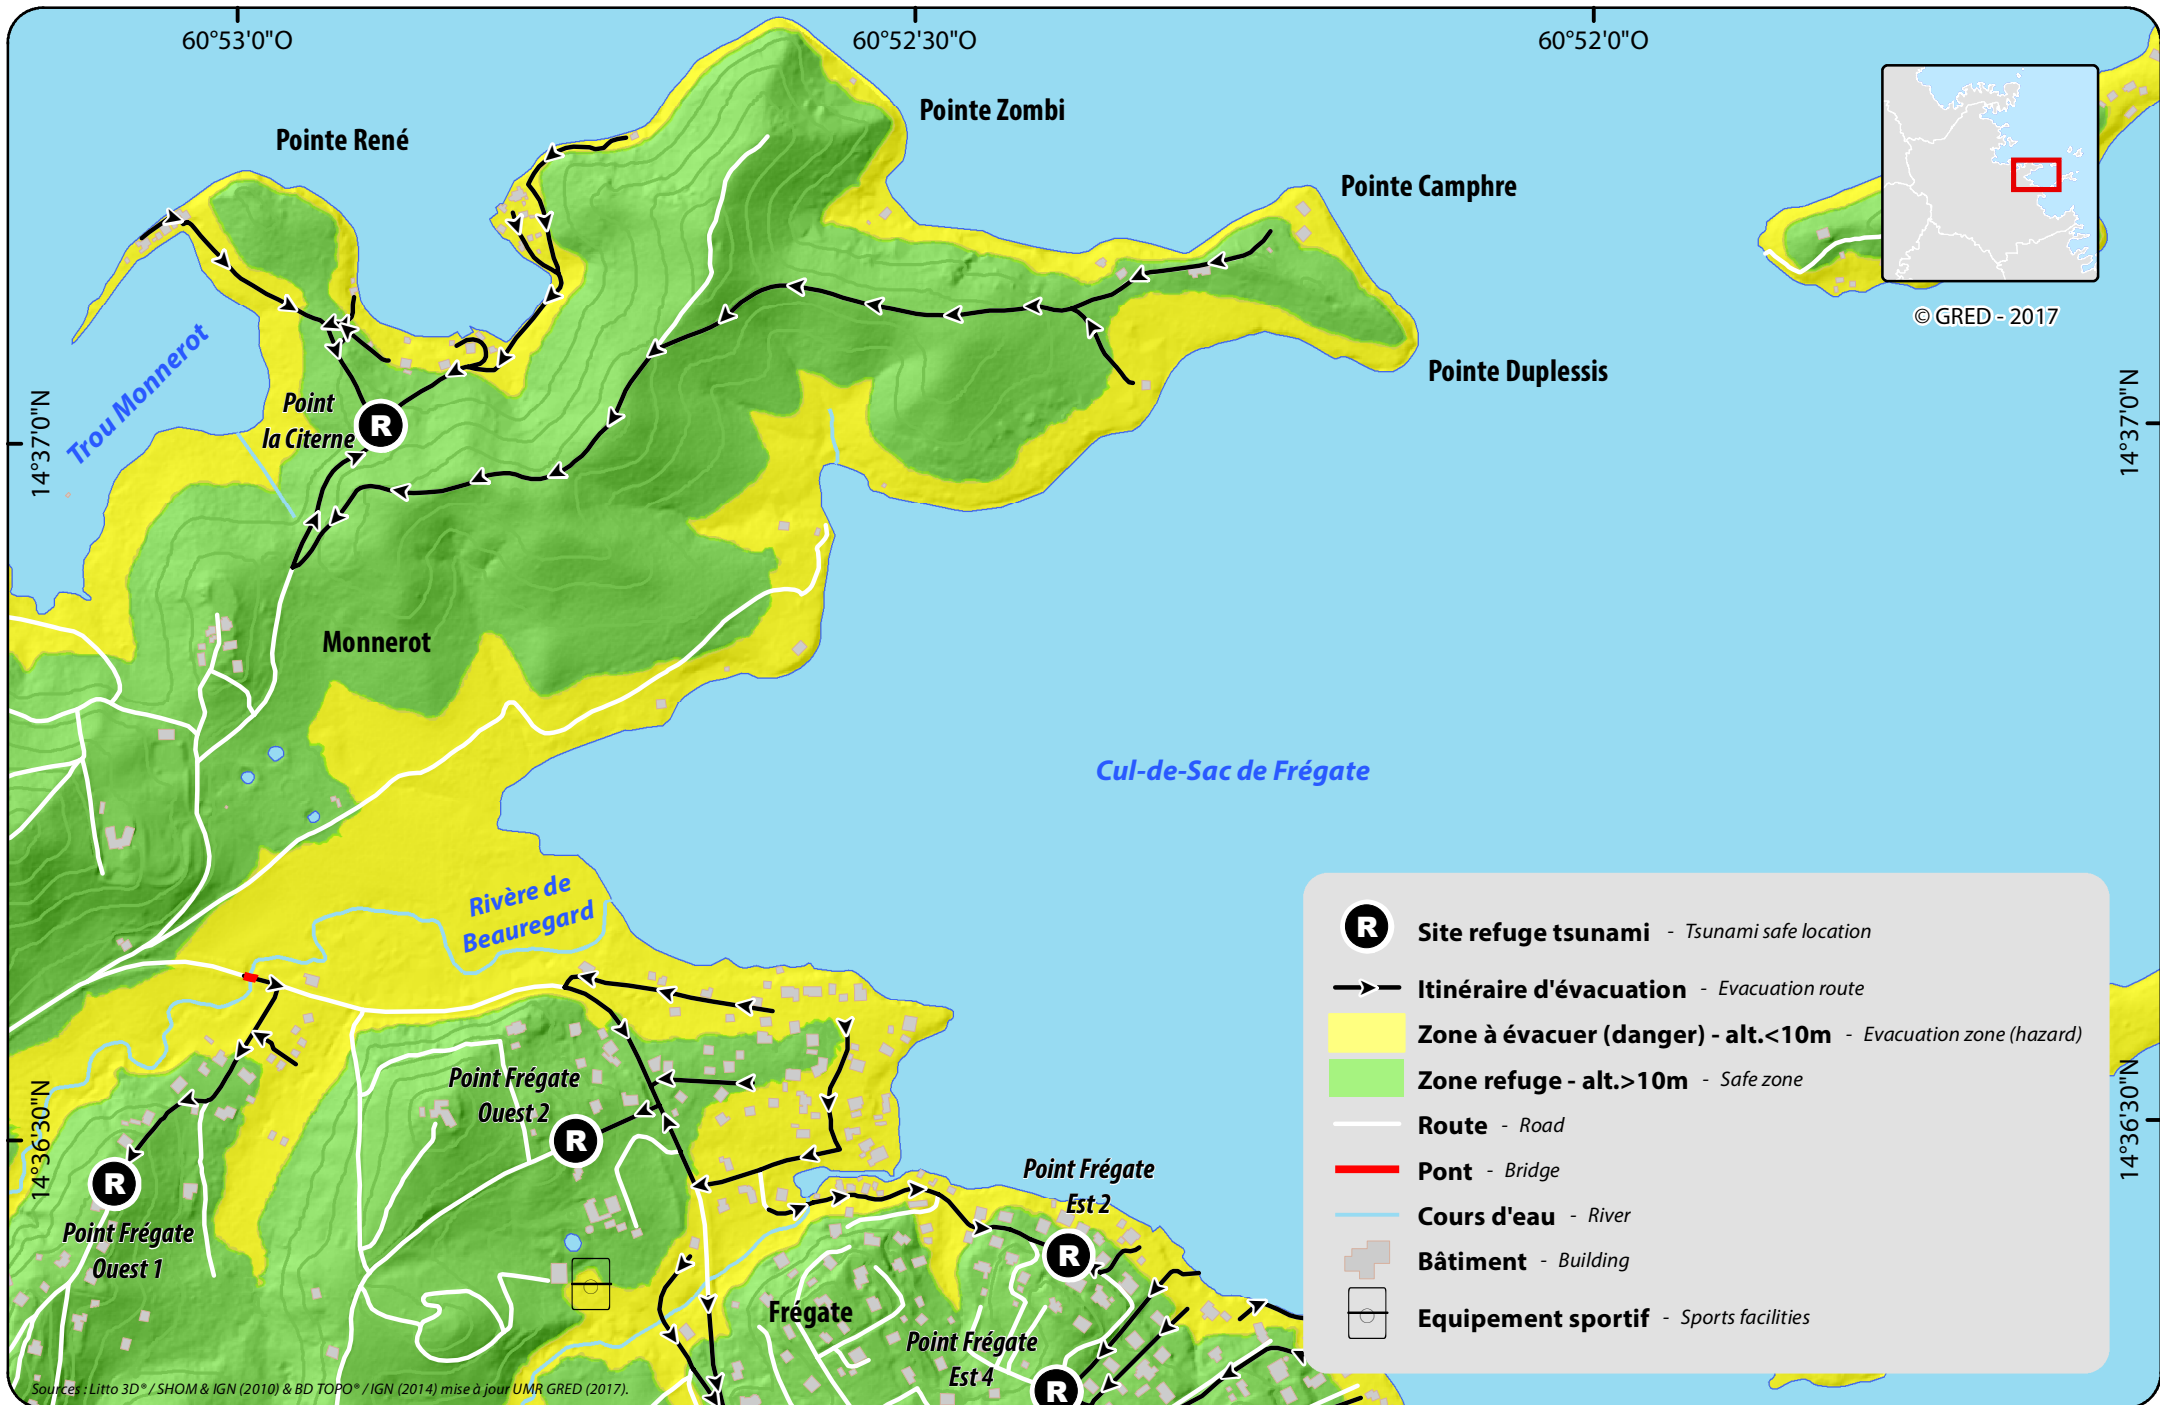 60°53'0"O
60°52'30"O
60°52'0"O
Pointe Zombi
Pointe René
Pointe Camphre
© GRED - 2017
Pointe Duplessis
Trou Monnerot
14°37'0"N
14°37'0"N
Point
la Citerne
R
Monnerot
Cul-de-Sac de Frégate
Rivère de
Beauregard
R
Site refuge tsunami - Tsunami safe location
Itinéraire d'évacuation - Evacuation route
Zone à évacuer (danger) - alt.<10m - Evacuation zone (hazard)
Zone refuge - alt.>10m - Safe zone
Route - Road
Pont - Bridge
Cours d'eau - River
Bâtiment - Building
Equipement sportif - Sports facilities
Point Frégate
Ouest 2
R
14°36'30"N
14°36'30"N
R
Point Frégate
Ouest 1
Point Frégate
Est 2
R
Frégate
Point Frégate
Est 4
R
Sources : Litto 3D® / SHOM & IGN (2010) & BD TOPO® / IGN (2014) mise à jour UMR GRED (2017).